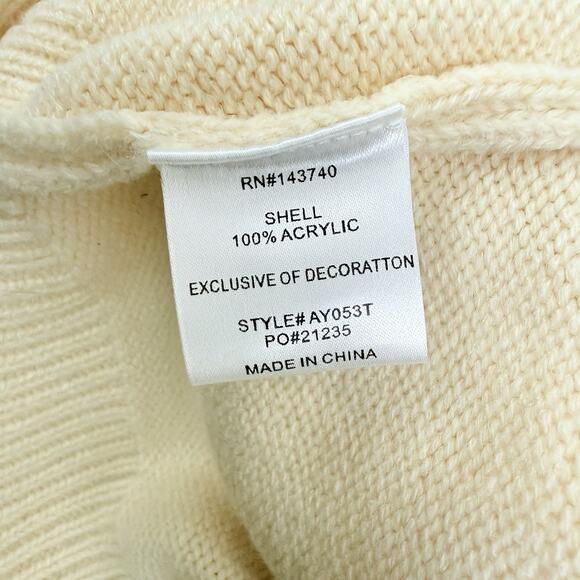 RN#143740
SHELL
100% ACRYLIC
EXCLUSIVE OF DECORATTON
STYLE# AY053T
PO#21235
MADE IN CHINA